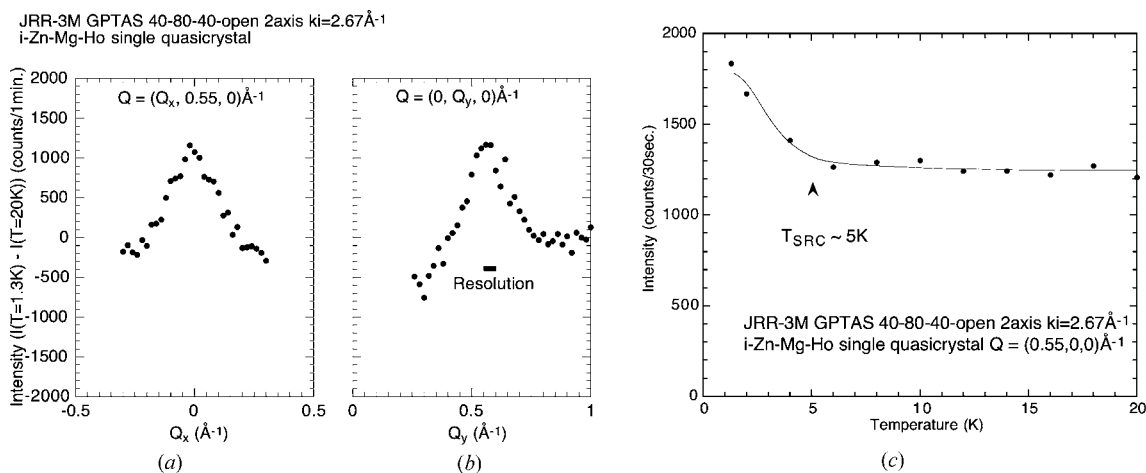 JRR-3M GPTAS 40-80-40-open 2axis ki=2.67Å⁻¹
i-Zn-Mg-Ho single quasicrystal
Intensity (I(T=1.3K) - I(T=20K)) (counts/1min.)
2000
1500
1000
500
0
-500
-1000
-1500
-2000
Q = (Qₓ, 0.55, 0)Å⁻¹
-0.5
0
0.5
Qₓ (Å⁻¹)
(a)
Q = (0, Qy, 0)Å⁻¹
Resolution
0
0.5
1
Qy (Å⁻¹)
(b)
Intensity (counts/30sec.)
2000
1500
1000
500
0
TSRC ~ 5K
JRR-3M GPTAS 40-80-40-open 2axis ki=2.67Å⁻¹
i-Zn-Mg-Ho single quasicrystal Q = (0.55,0,0)Å⁻¹
0
5
10
15
20
Temperature (K)
(c)